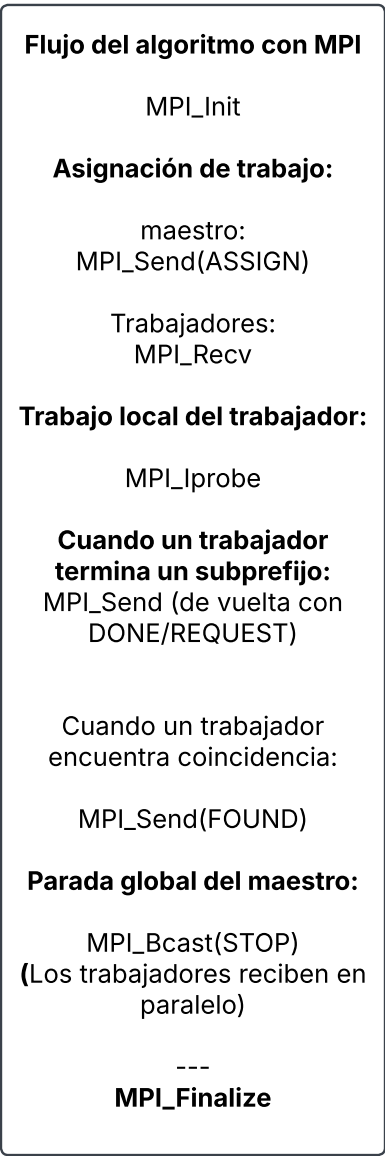 Flujo del algoritmo con MPI
MPI_Init
Asignación de trabajo:
maestro:
MPI_Send(ASSIGN)
Trabajadores:
MPI_Recv
Trabajo local del trabajador:
MPI_Iprobe
Cuando un trabajador
termina un subprefijo:
MPI_Send (de vuelta con
DONE/REQUEST)
Cuando un trabajador
encuentra coincidencia:
MPI_Send(FOUND)
Parada global del maestro:
MPI_Bcast(STOP)
(Los trabajadores reciben en
paralelo)
---
MPI_Finalize